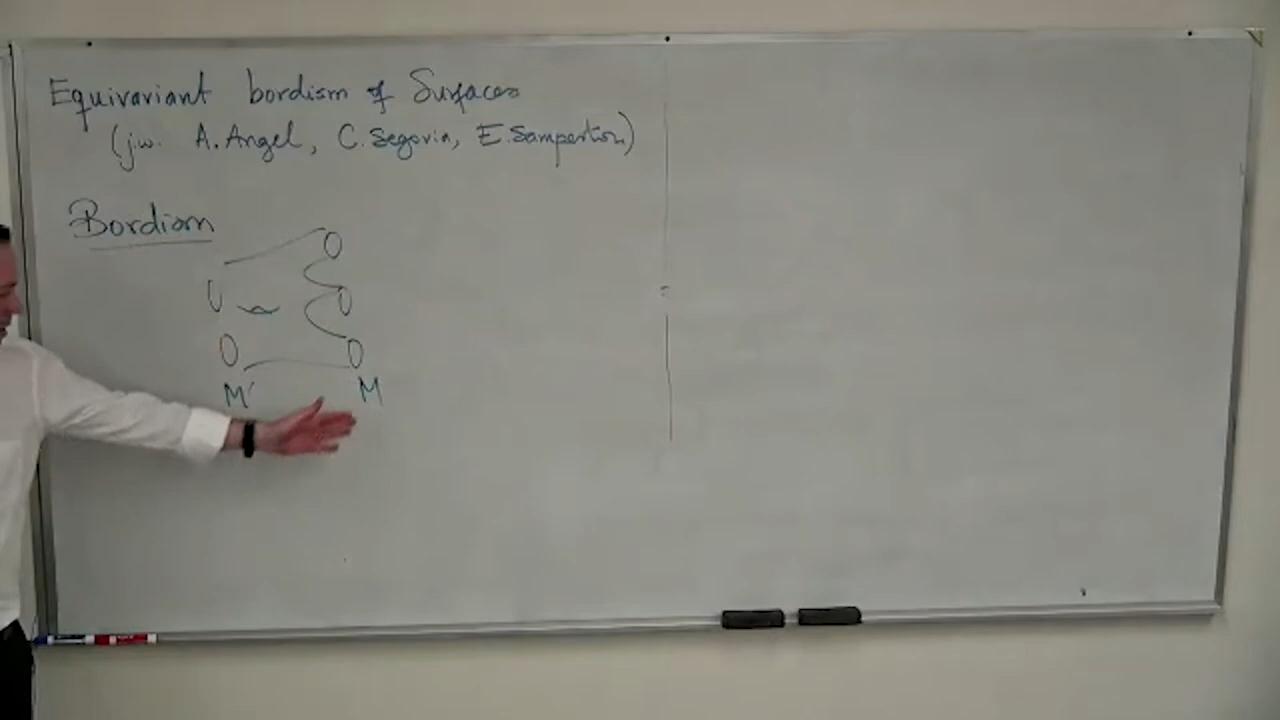 Equivariant bordism of Surfaces
(j.w. A. Angel, C. Segovia, E. Samperton)
Bordism
M' M